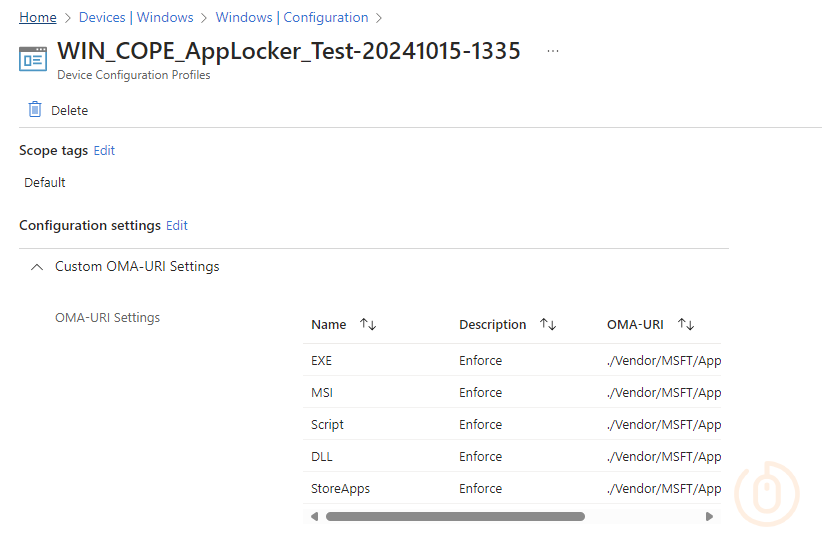 Home > Devices | Windows > Windows | Configuration >
WIN_COPE_AppLocker_Test-20241015-1335 ...
Device Configuration Profiles
Delete
Scope tags Edit
Default
Configuration settings Edit
Custom OMA-URI Settings
OMA-URI Settings
Name Description OMA-URI
EXE Enforce ./Vendor/MSFT/App
MSI Enforce ./Vendor/MSFT/App
Script Enforce ./Vendor/MSFT/App
DLL Enforce ./Vendor/MSFT/App
StoreApps Enforce ./Vendor/MSFT/App